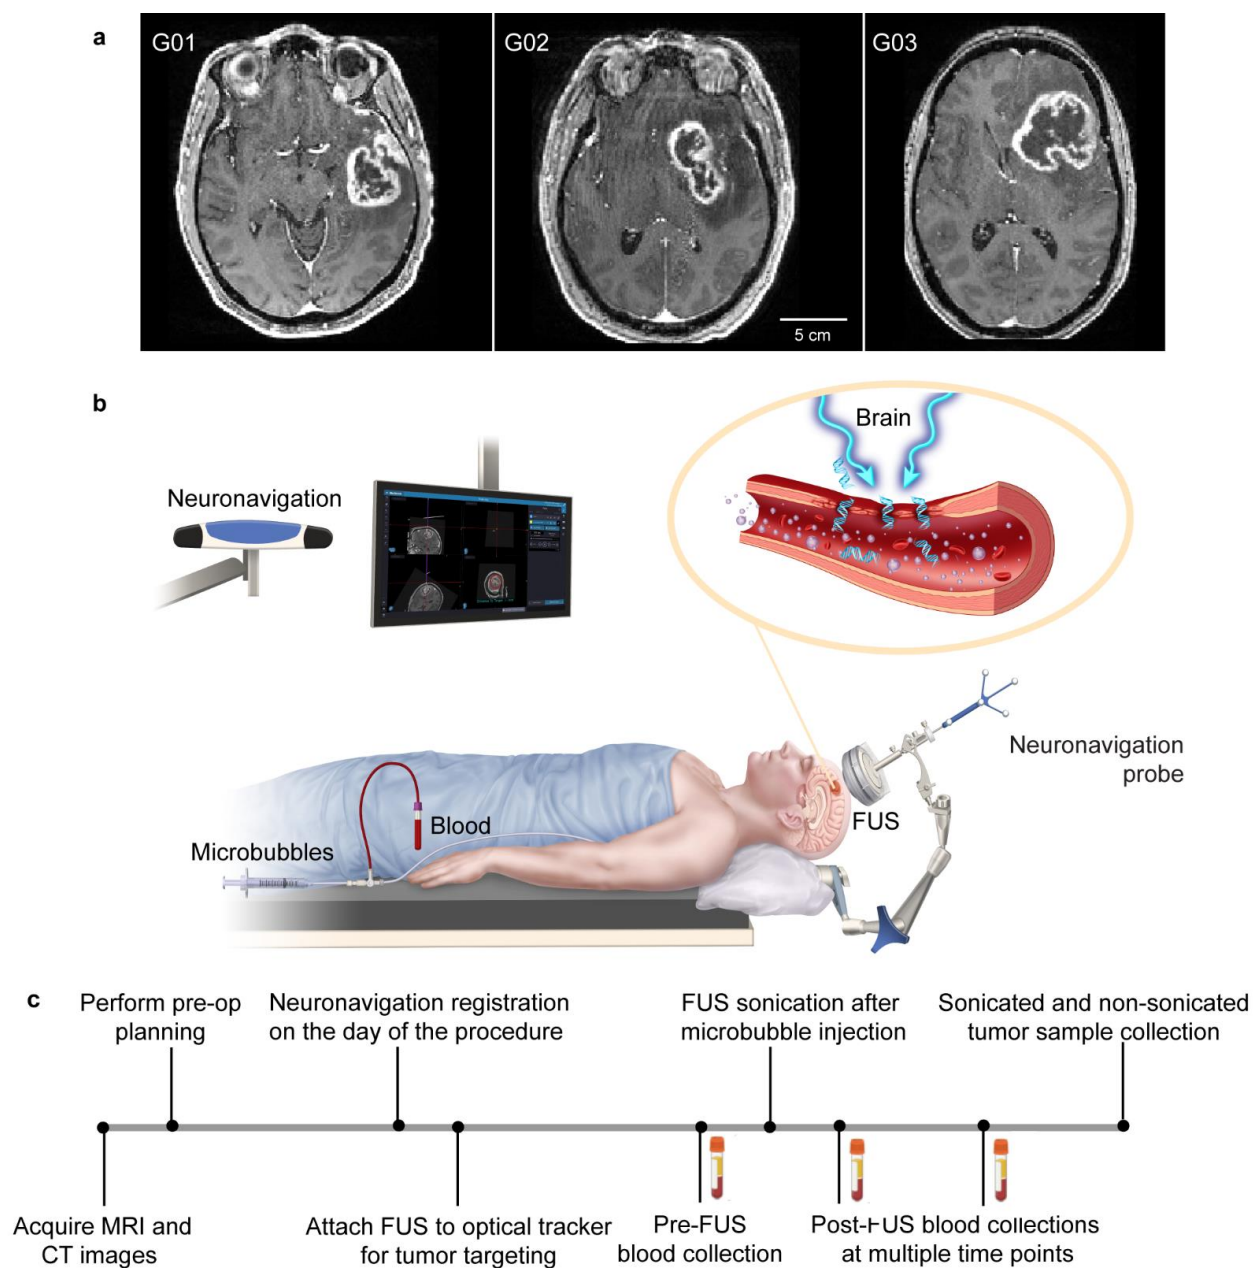 a
G01
G02
G03
5 cm
b
Neuronavigation
Brain
Neuronavigation
probe
FUS
Blood
Microbubbles
c
Perform pre-op
planning
Neuronavigation registration
on the day of the procedure
FUS sonication after
microbubble injection
Sonicated and non-sonicated
tumor sample collection
Acquire MRI and
CT images
Attach FUS to optical tracker
for tumor targeting
Pre-FUS
blood collection
Post-FUS blood collections
at multiple time points